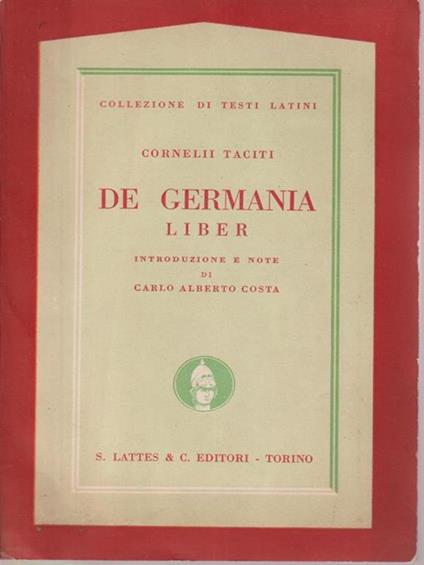 COLLEZIONE DI TESTI LATINI
CORNELII TACITI
DE GERMANIA
LIBER
INTRODUZIONE E NOTE
DI
CARLO ALBERTO COSTA
S. LATTES & C. EDITORI - TORINO